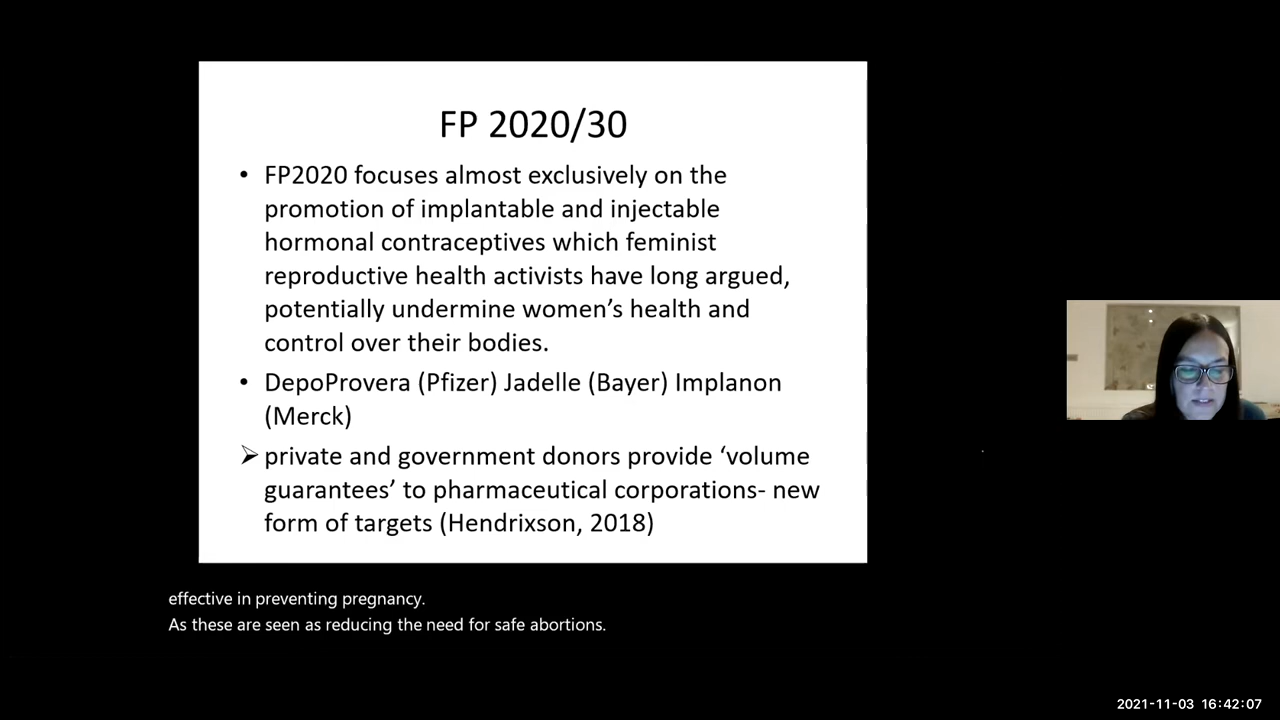 FP 2020/30
• FP2020 focuses almost exclusively on the
promotion of implantable and injectable
hormonal contraceptives which feminist
reproductive health activists have long argued,
potentially undermine women’s health and
control over their bodies.
• DepoProvera (Pfizer) Jadelle (Bayer) Implanon
(Merck)
➢ private and government donors provide ‘volume
guarantees’ to pharmaceutical corporations- new
form of targets (Hendrixson, 2018)
effective in preventing pregnancy.
As these are seen as reducing the need for safe abortions.
2021-11-03 16:42:07